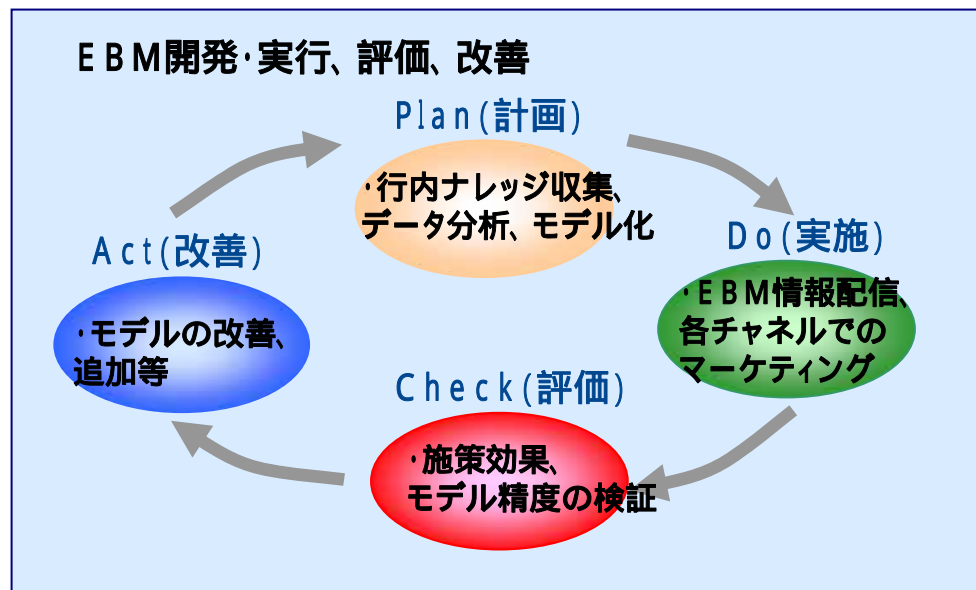 EBM開発・実行、評価、改善
Plan(計画)
・行内ナレッジ収集、
データ分析、モデル化
Do(実施)
・EBM情報配信、
各チャネルでの
マーケティング
Check(評価)
・施策効果、
モデル精度の検証
Act(改善)
・モデルの改善、
追加等